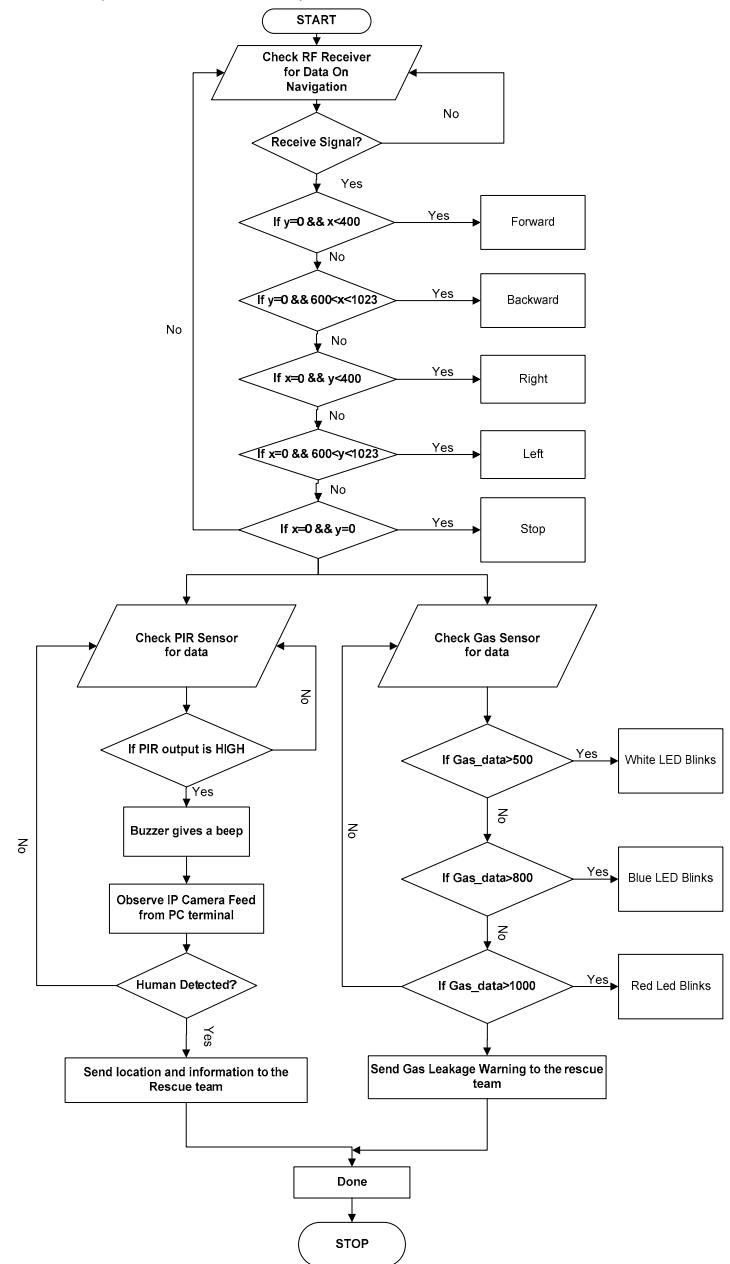 START
Check RF Receiver
for Data On
Navigation
No
Receive Signal?
Yes
If y=0 && x<400
Yes
Forward
No
If y=0 && 600<x<1023
Yes
Backward
No
No
If x=0 && y<400
Yes
Right
No
If x=0 && 600<y<1023
Yes
Left
No
If x=0 && y=0
Yes
Stop
Check PIR Sensor
for data
No
If PIR output is HIGH
Yes
Buzzer gives a beep
Observe IP Camera Feed
from PC terminal
No
Human Detected?
Yes
Send location and information to the
Rescue team
Check Gas Sensor
for data
If Gas_data>500
Yes
White LED Blinks
No
No
If Gas_data>800
Yes
Blue LED Blinks
No
If Gas_data>1000
Yes
Red Led Blinks
Send Gas Leakage Warning to the rescue
team
Done
STOP